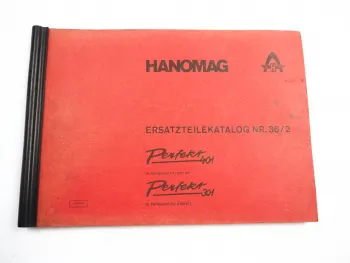 HANOMAG
ERSATZTEILEKATALOG NR. 36/2
Perfekt 401
Perfekt 301